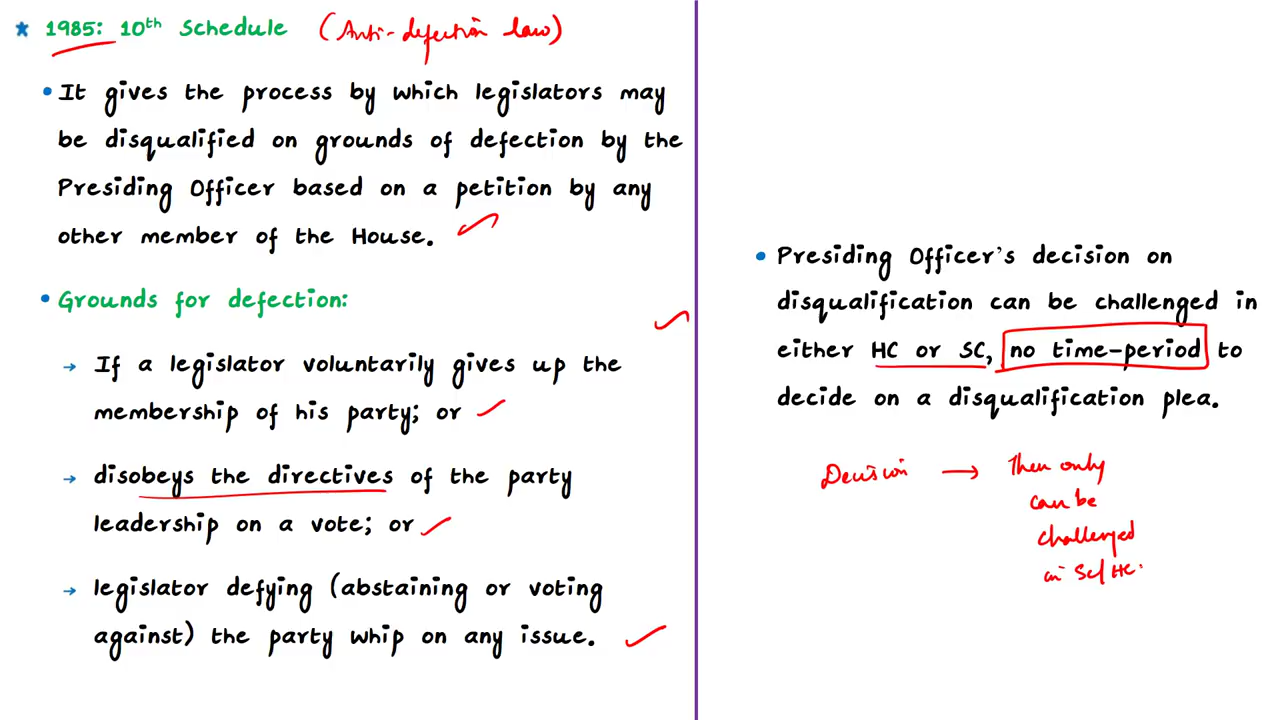 * 1985: 10th Schedule (Anti-defection law)
• It gives the process by which legislators may
be disqualified on grounds of defection by the
Presiding Officer based on a petition by any
other member of the House.
• Grounds for defection:
→ If a legislator voluntarily gives up the
membership of his party; or
→ disobeys the directives of the party
leadership on a vote; or
→ legislator defying (abstaining or voting
against) the party whip on any issue.
• Presiding Officer's decision on
disqualification can be challenged in
either HC or SC, no time-period to
decide on a disqualification plea.
Decision → Then only
can be
challenged
in SC/HC.